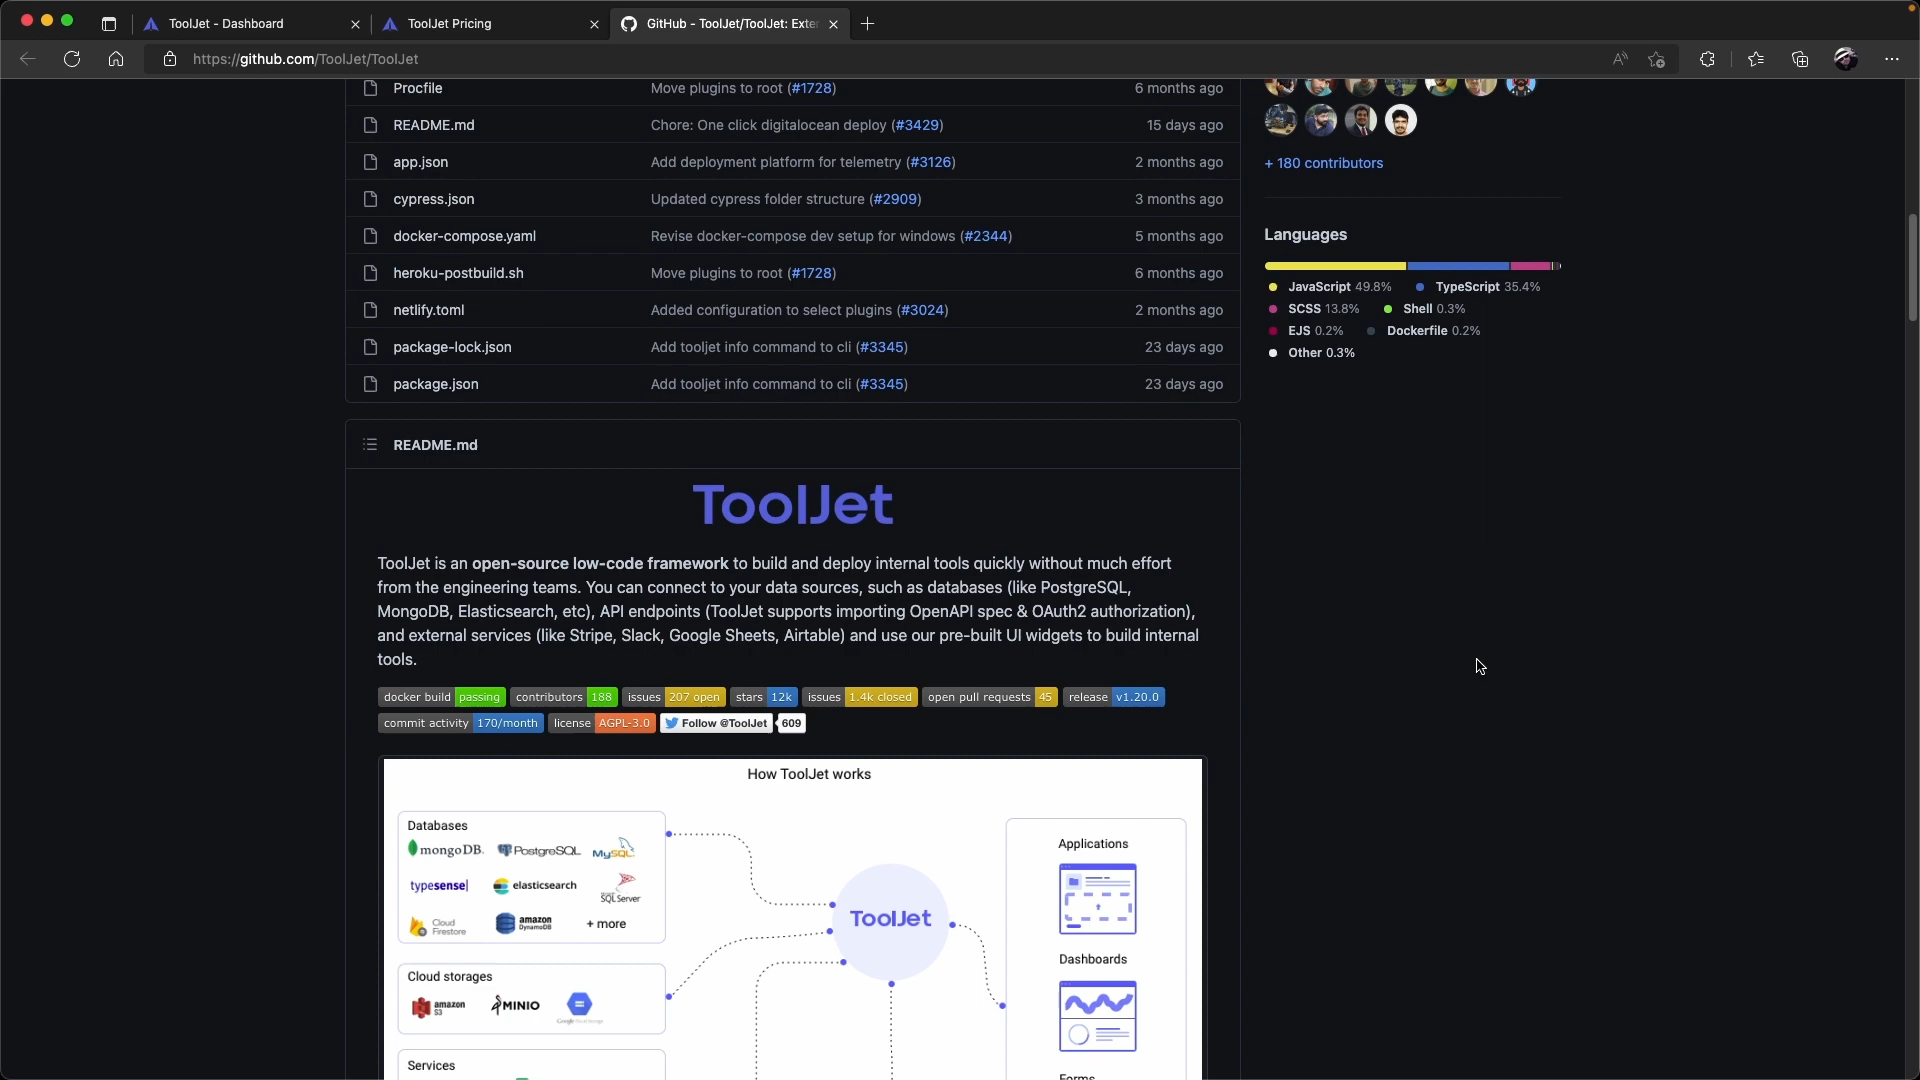 ToolJet - Dashboard
ToolJet Pricing
GitHub - ToolJet/ToolJet: Exte
https://github.com/ToolJet/ToolJet
Procfile Move plugins to root (#1728) 6 months ago
README.md Chore: One click digitalocean deploy (#3429) 15 days ago
app.json Add deployment platform for telemetry (#3126) 2 months ago
cypress.json Updated cypress folder structure (#2909) 3 months ago
docker-compose.yaml Revise docker-compose dev setup for windows (#2344) 5 months ago
heroku-postbuild.sh Move plugins to root (#1728) 6 months ago
netlify.toml Added configuration to select plugins (#3024) 2 months ago
package-lock.json Add tooljet info command to cli (#3345) 23 days ago
package.json Add tooljet info command to cli (#3345) 23 days ago
+ 180 contributors
Languages
JavaScript 49.8% TypeScript 35.4%
SCSS 13.8% Shell 0.3%
EJS 0.2% Dockerfile 0.2%
Other 0.3%
README.md
ToolJet
ToolJet is an open-source low-code framework to build and deploy internal tools quickly without much effort
from the engineering teams. You can connect to your data sources, such as databases (like PostgreSQL,
MongoDB, Elasticsearch, etc), API endpoints (ToolJet supports importing OpenAPI spec & OAuth2 authorization),
and external services (like Stripe, Slack, Google Sheets, Airtable) and use our pre-built UI widgets to build internal
tools.
docker build passing contributors 188 issues 207 open stars 12k issues 1.4k closed open pull requests 45 release v1.20.0
commit activity 170/month license AGPL-3.0 Follow @ToolJet 609
How ToolJet works
Databases
mongoDB. PostgreSQL MySQL
typesense elasticsearch SQL Server
Cloud Firestore amazon DynamoDB + more
Cloud storages
amazon S3 MINIO Google Cloud Storage
Services
ToolJet
Applications
Dashboards
Forms